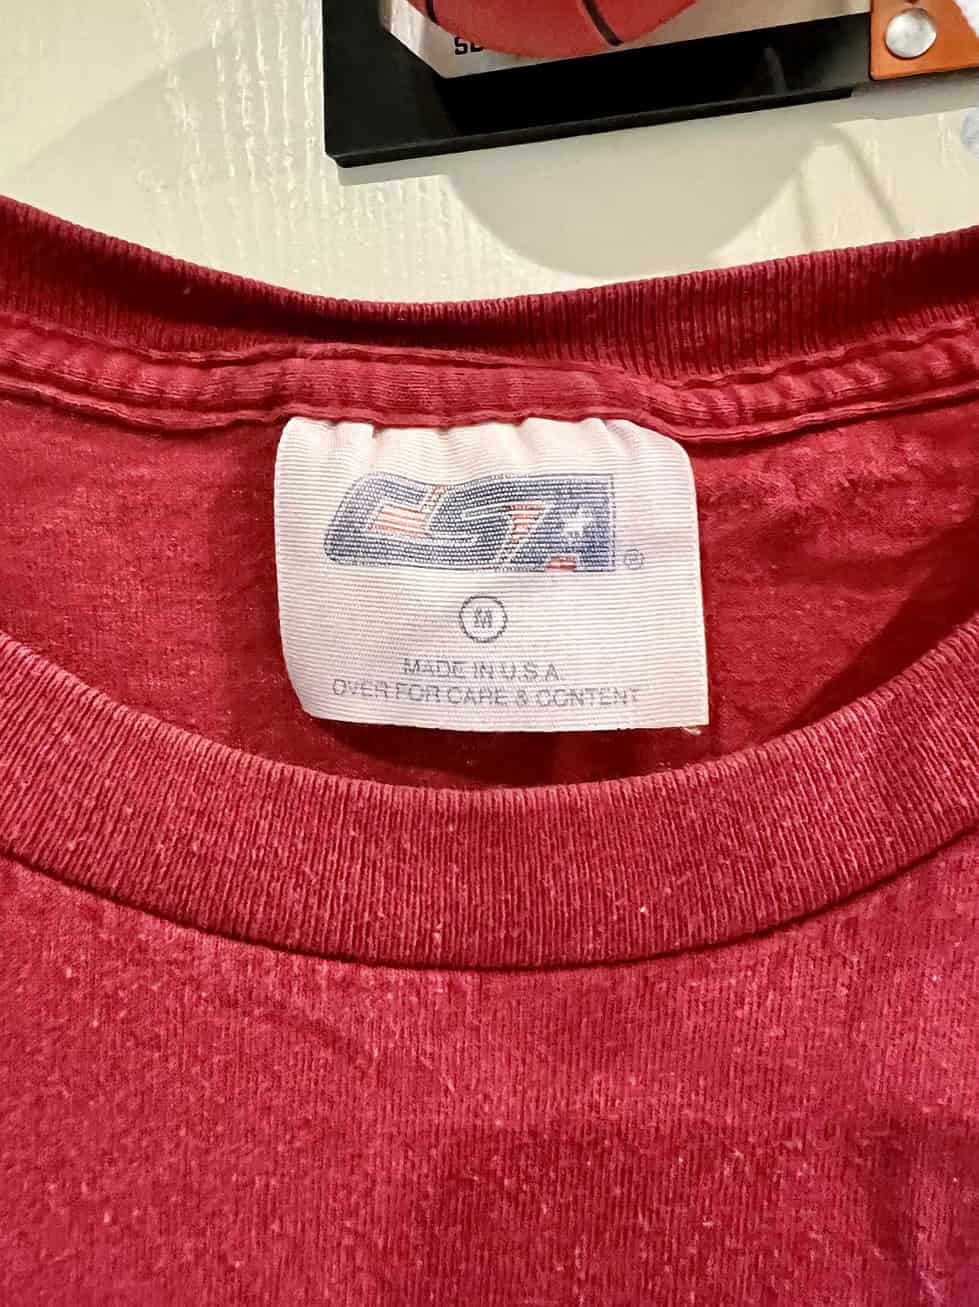 CSA ®
M
MADE IN U.S.A.
OVER FOR CARE & CONTENT